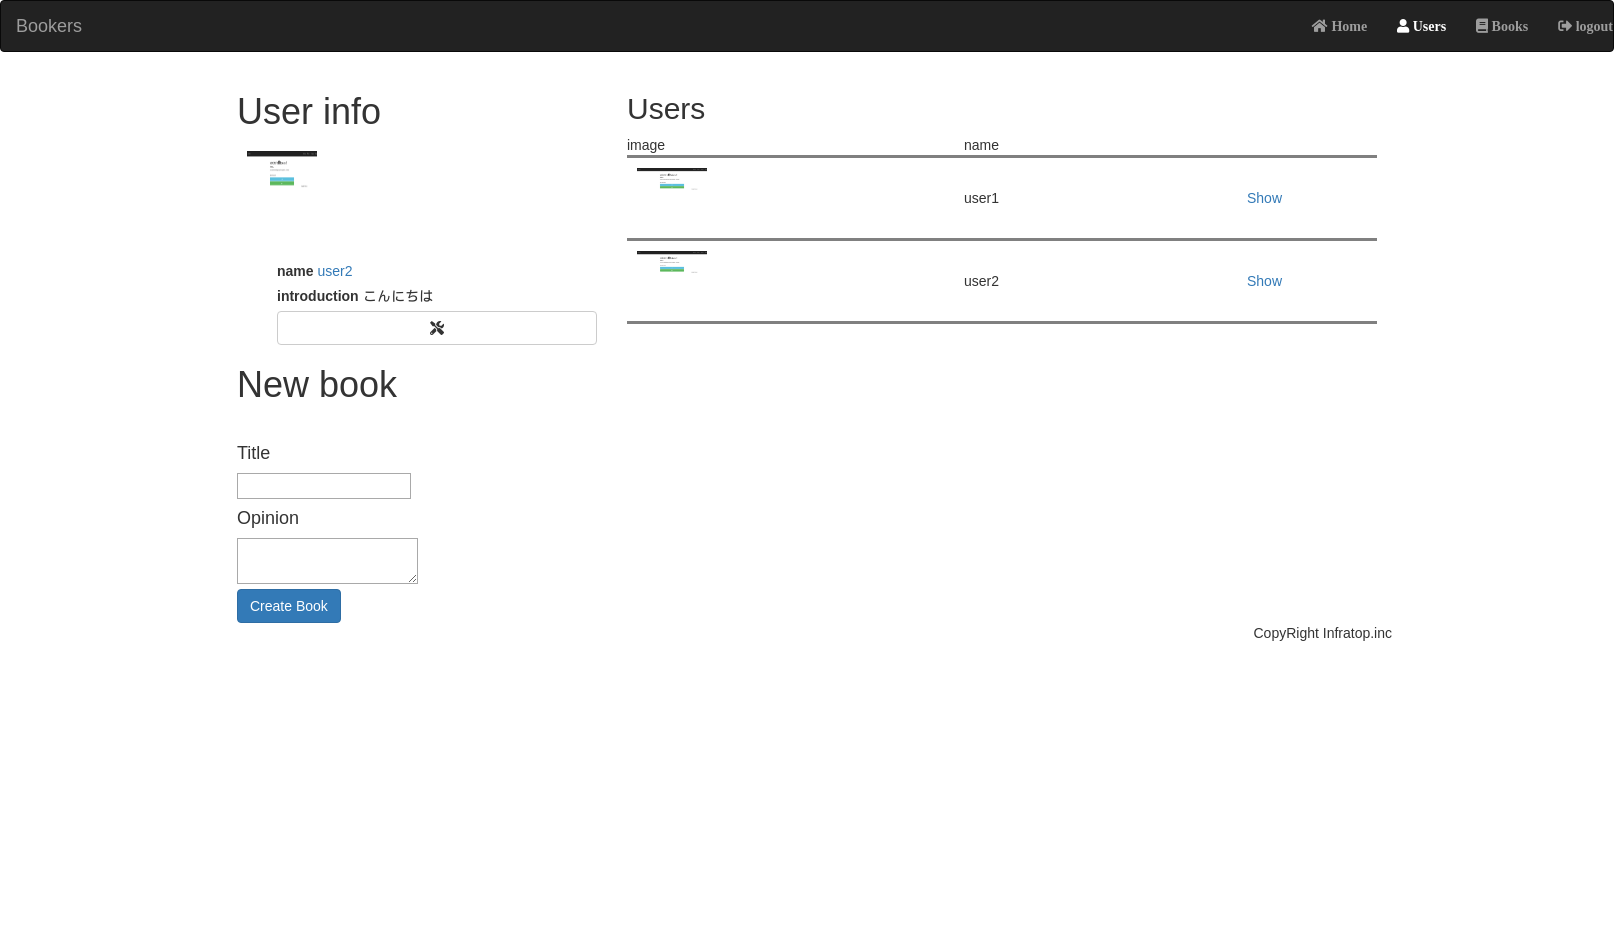 Bookers Home Users Books logout
User info
name user2
introduction こんにちは
New book
Title
Opinion
Create Book
Users
image name
user1 Show
user2 Show
CopyRight Infratop.inc